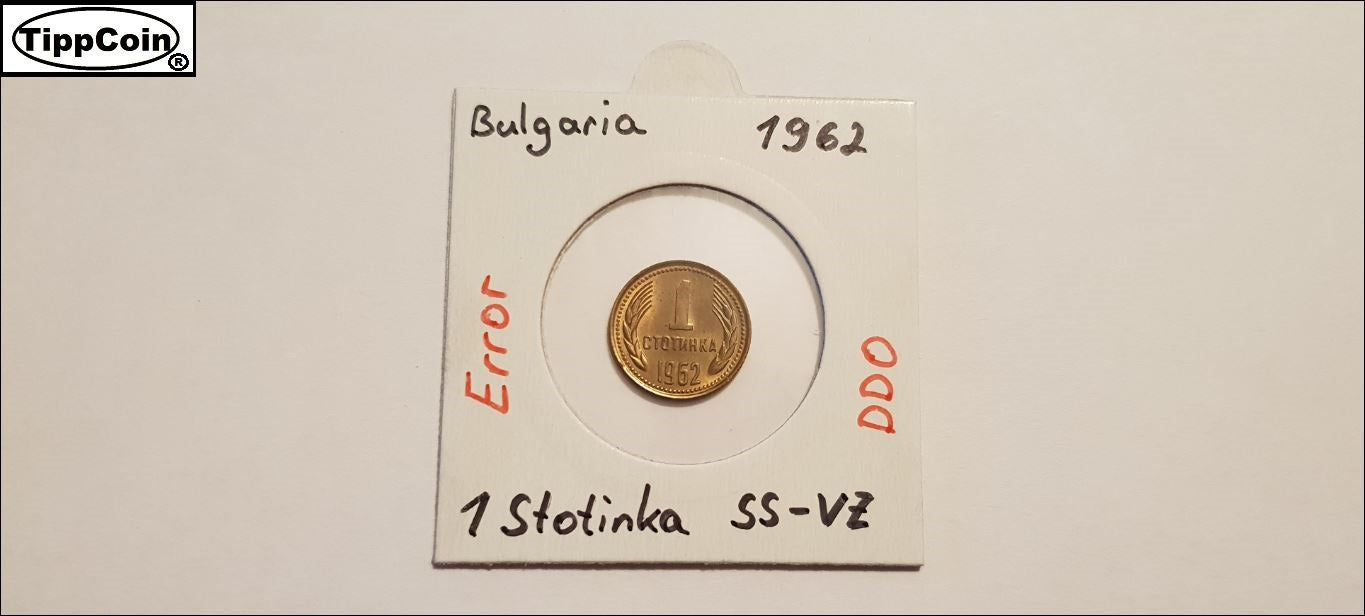 TippCoin®
Bulgaria 1962
Error
1
СТОТИНКА
1962
DDO
1 Stotinka SS-VZ